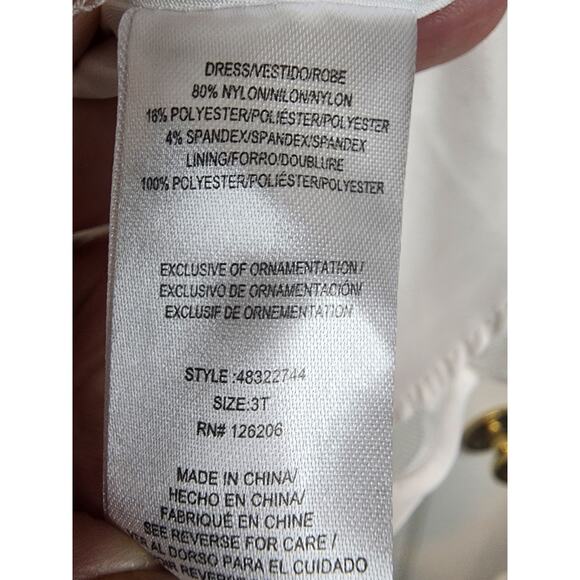 DRESS/VESTIDO/ROBE
80% NYLON/NILON/NYLON
16% POLYESTER/POLIÉSTER/POLYESTER
4% SPANDEX/SPANDEX/SPANDEX
LINING/FORRO/DOUBLURE
100% POLYESTER/POLIÉSTER/POLYESTER
EXCLUSIVE OF ORNAMENTATION /
EXCLUSIVO DE ORNAMENTACIÓN/
EXCLUSIF DE ORNEMENTATION
STYLE :48322744
SIZE:3T
RN# 126206
MADE IN CHINA/
HECHO EN CHINA/
FABRIQUÉ EN CHINE
SEE REVERSE FOR CARE /
AL DORSO PARA EL CUIDADO